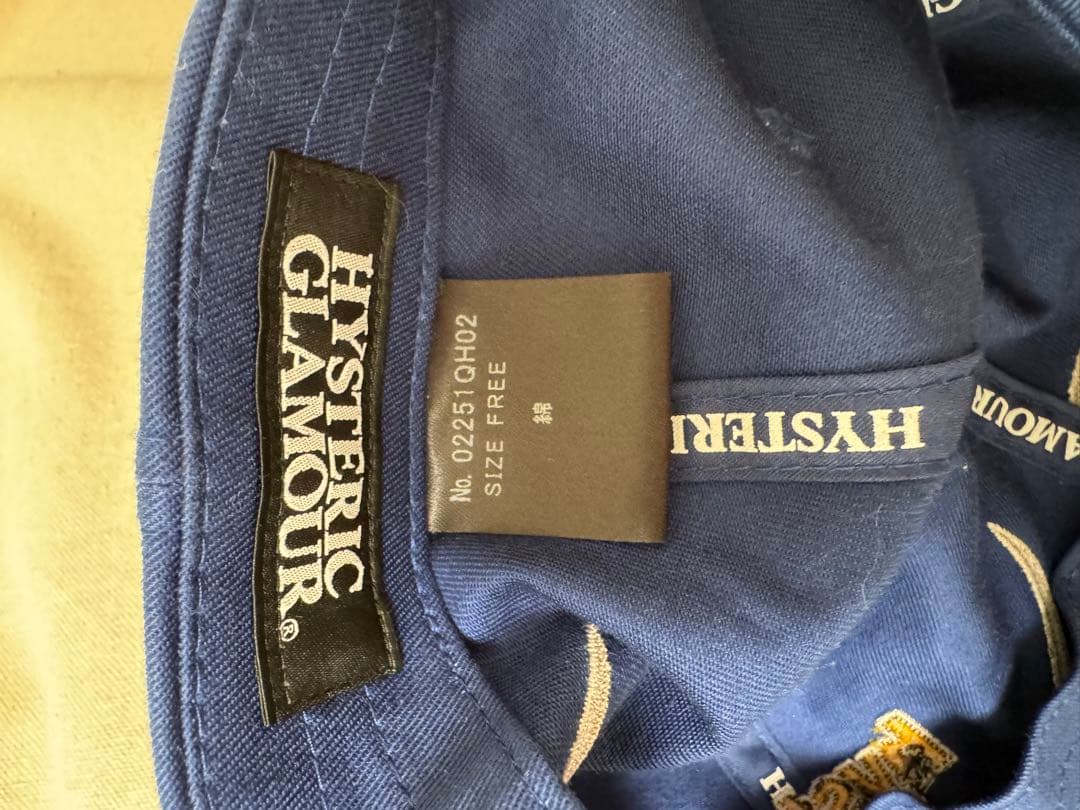 HYSTERIC
GLAMOUR®
No. 02251QH02
SIZE FREE
綿
HYSTERI
AMOUR
H